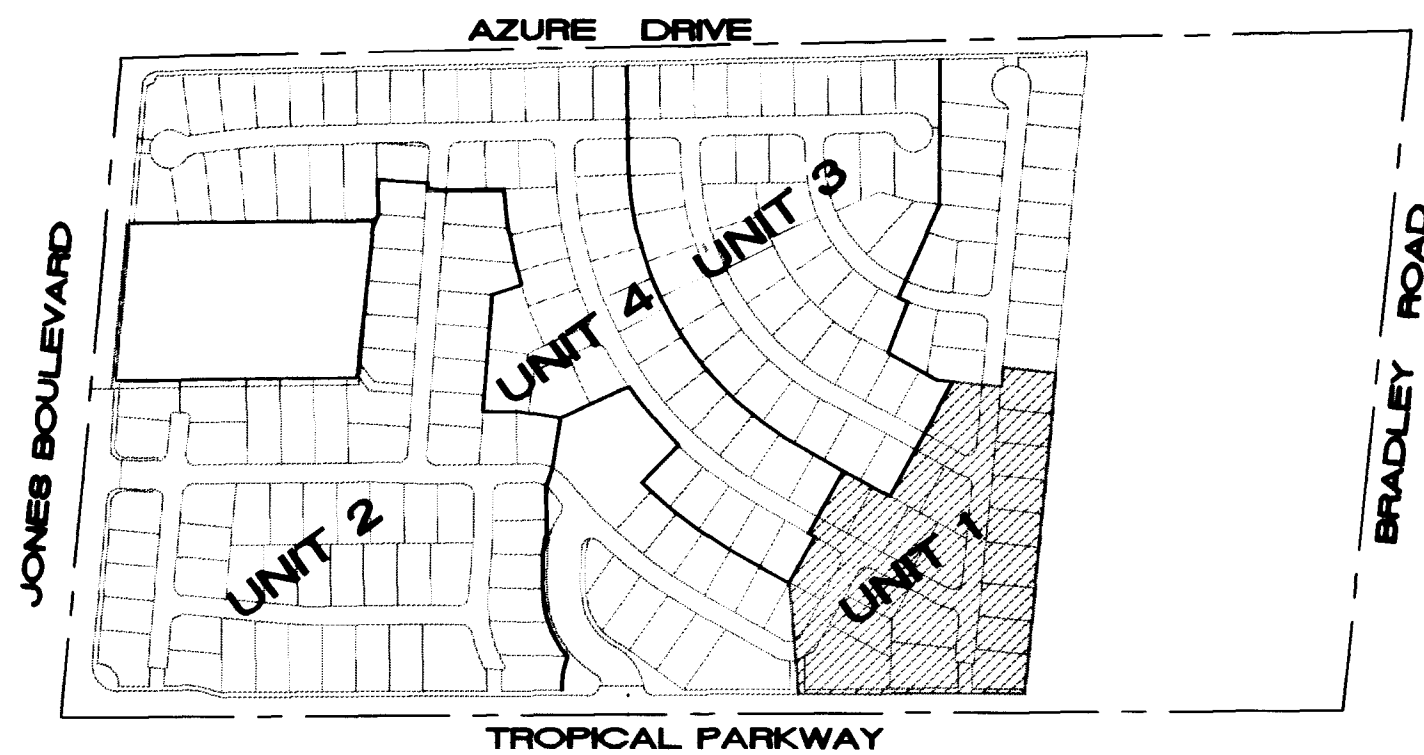 AZURE DRIVE
JONES BOULEVARD
UNIT 3
UNIT 4
UNIT 2
UNIT 1
BRADLEY ROAD
TROPICAL PARKWAY